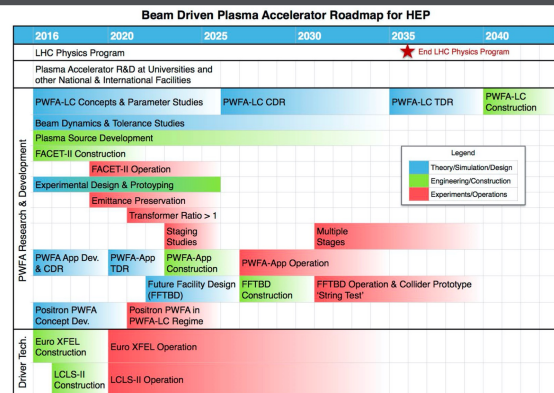 Beam Driven Plasma Accelerator Roadmap for HEP
2016 2020 2025 2030 2035 2040
LHC Physics Program
End LHC Physics Program
Plasma Accelerator R&D at Universities and
other National & International Facilities
PWFA Research & Development
PWFA-LC Concepts & Parameter Studies
PWFA-LC CDR
PWFA-LC TDR
PWFA-LC
Construction
Beam Dynamics & Tolerance Studies
Plasma Source Development
FACET-II Construction
FACET-II Operation
Experimental Design & Protoyping
Emittance Preservation
Transformer Ratio > 1
Staging
Studies
Multiple
Stages
PWFA App Dev.
& CDR
PWFA-App
TDR
PWFA-App
Construction
PWFA-App Operation
Future Facility Design
(FFTBD)
FFTBD
Construction
FFTBD Operation & Collider Prototype
'String Test'
Positron PWFA
Concept Dev.
Positron PWFA in
PWFA-LC Regime
Legend
Theory/Simulation/Design
Engineering/Construction
Experiments/Operations
Driver Tech.
Euro XFEL
Construction
Euro XFEL Operation
LCLS-II
Construction
LCLS-II Operation